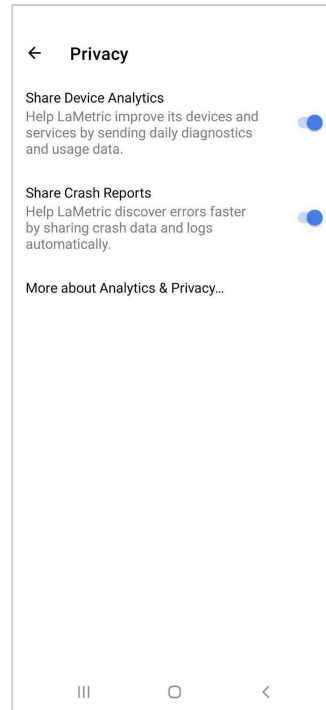 Privacy
Share Device Analytics
Help LaMetric improve its devices and
services by sending daily diagnostics
and usage data.
Share Crash Reports
Help LaMetric discover errors faster
by sharing crash data and logs
automatically.
More about Analytics & Privacy...